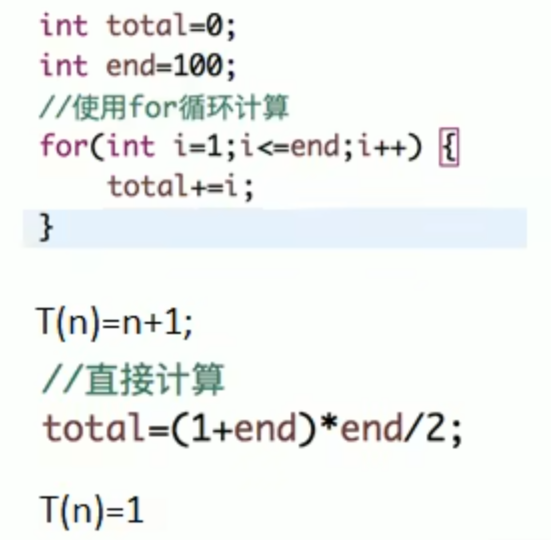 int total=0;
int end=100;
//使用for循环计算
for(int i=1;i<=end;i++) {
total+=i;
}
T(n)=n+1;
//直接计算
total=(1+end)*end/2;
T(n)=1